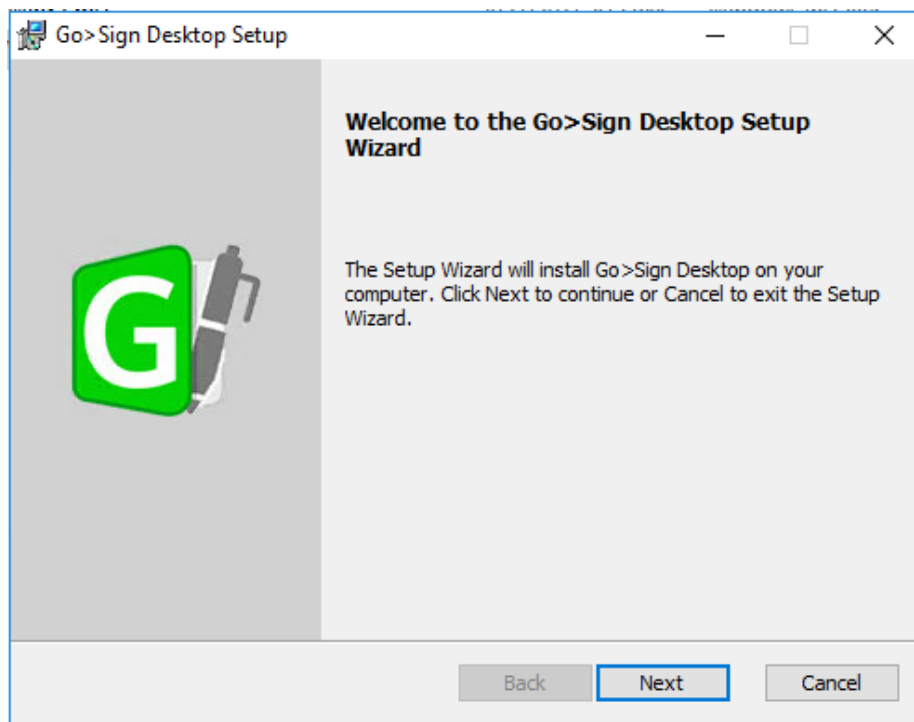 Go>Sign Desktop Setup
Welcome to the Go>Sign Desktop Setup
Wizard
The Setup Wizard will install Go>Sign Desktop on your
computer. Click Next to continue or Cancel to exit the Setup
Wizard.
G
Back
Next
Cancel